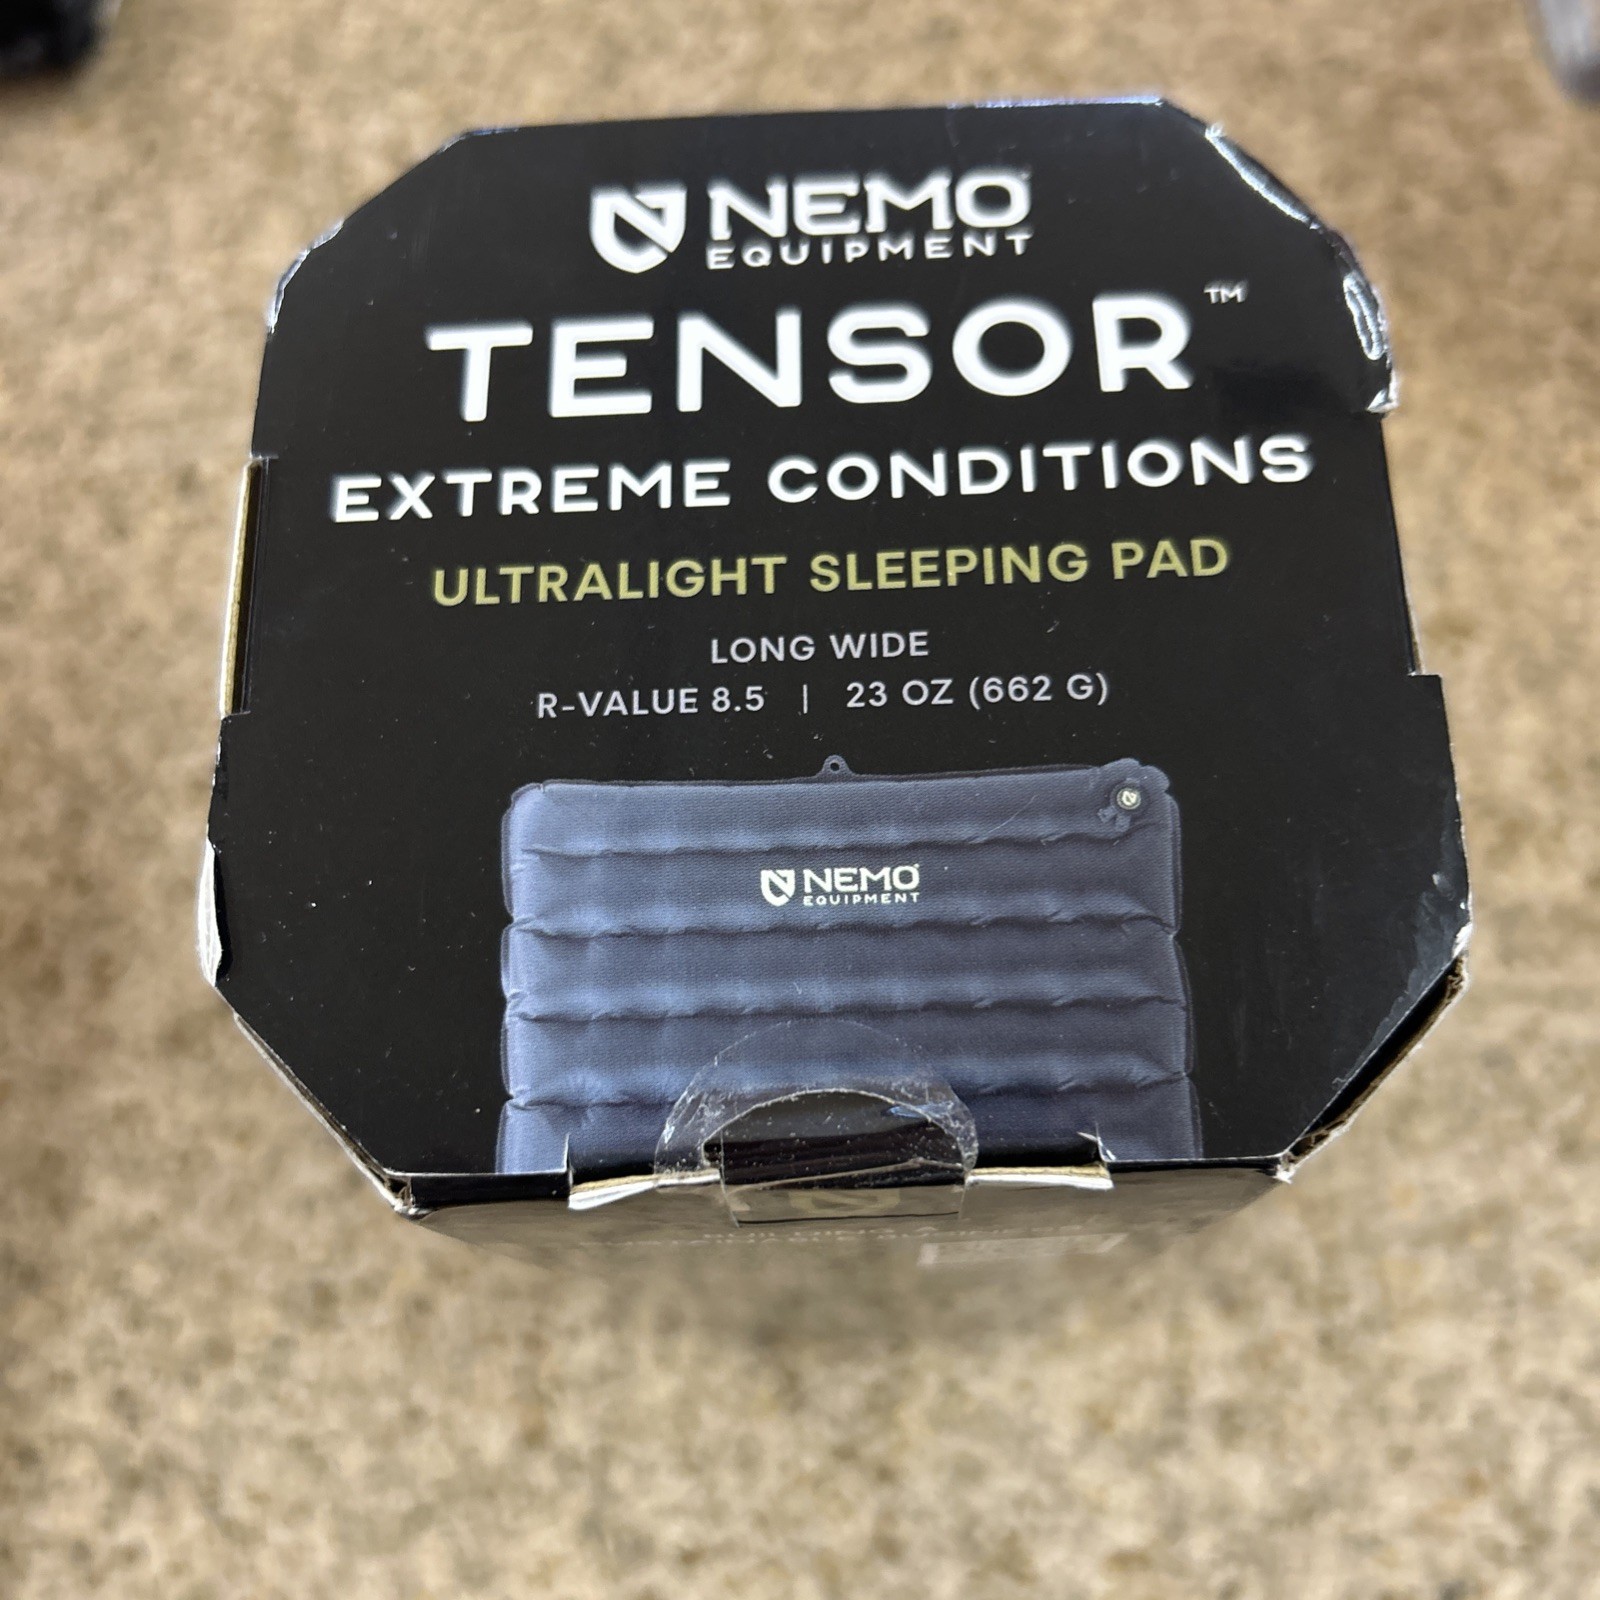 NEMO
EQUIPMENT
TENSOR™
EXTREME CONDITIONS
ULTRALIGHT SLEEPING PAD
LONG WIDE
R-VALUE 8.5 | 23 OZ (662 G)
NEMO
EQUIPMENT